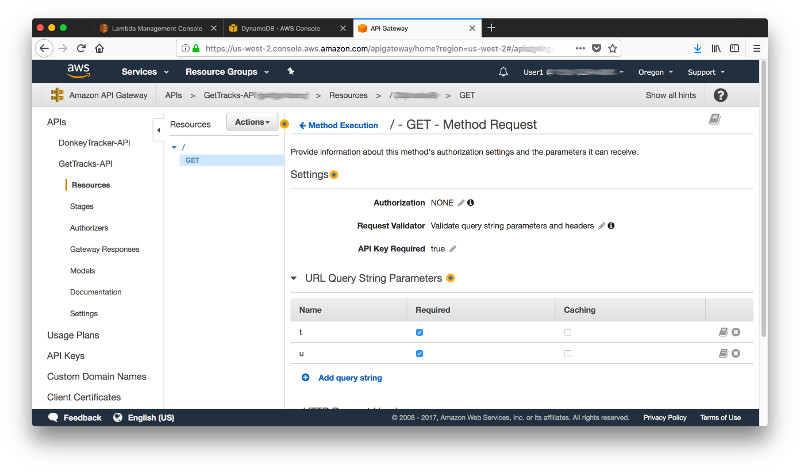 Lambda Management Console
DynamoDB - AWS Console
API Gateway
https://us-west-2.console.aws.amazon.com/apigateway/home?region=us-west-2#/
aws Services Resource Groups User1 Oregon Support
Amazon API Gateway APIs > GetTracks-API > Resources > / > GET Show all hints ?
APIs
DonkeyTracker-API
GetTracks-API
Resources
Stages
Authorizers
Gateway Responses
Models
Documentation
Settings
Usage Plans
API Keys
Custom Domain Names
Client Certificates
Resources Actions
/
GET
Method Execution / - GET - Method Request
Provide information about this method's authorization settings and the parameters it can receive.
Settings
Authorization NONE
Request Validator Validate query string parameters and headers
API Key Required true
URL Query String Parameters
Name Required Caching
t
u
Add query string
Feedback English (US) © 2008 - 2017, Amazon Web Services, Inc. or its affiliates. All rights reserved. Privacy Policy Terms of Use